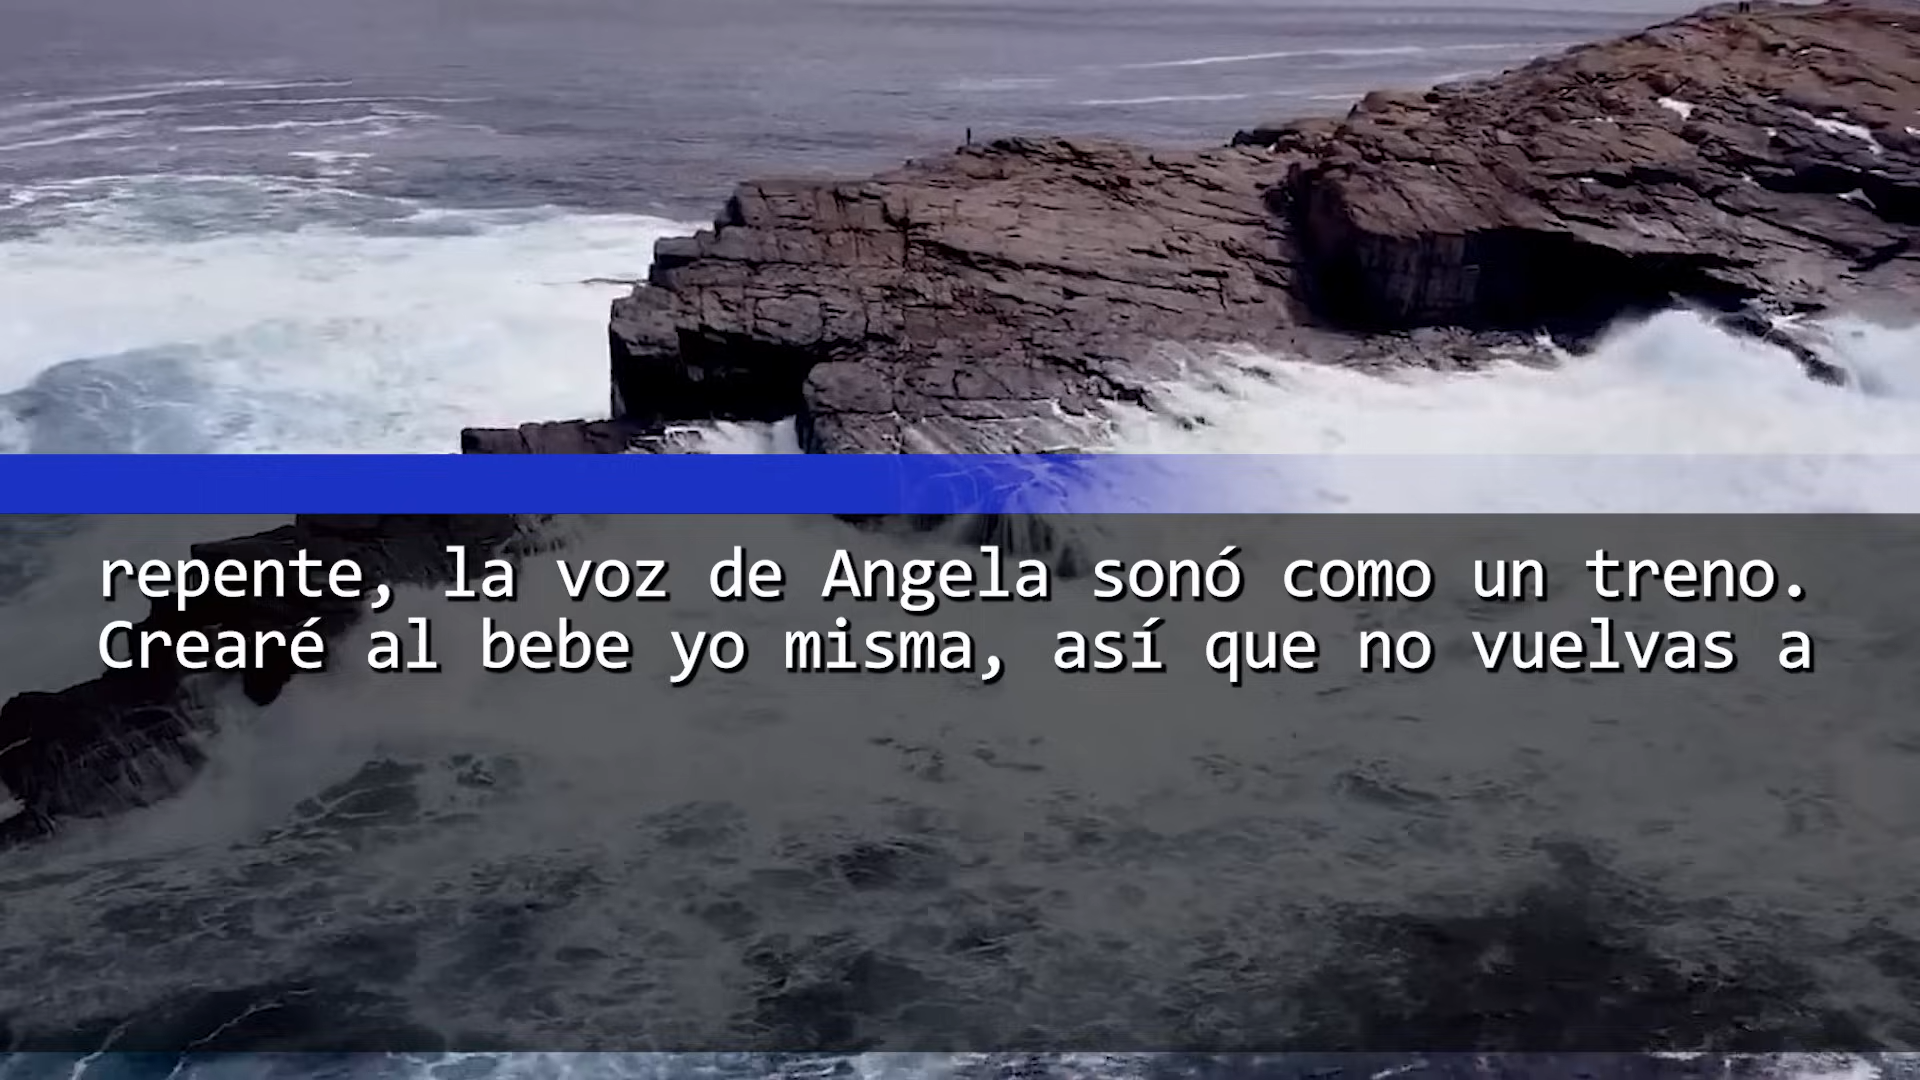 repente, la voz de Angela sonó como un treno.
Crearé al bebe yo misma, así que no vuelvas a